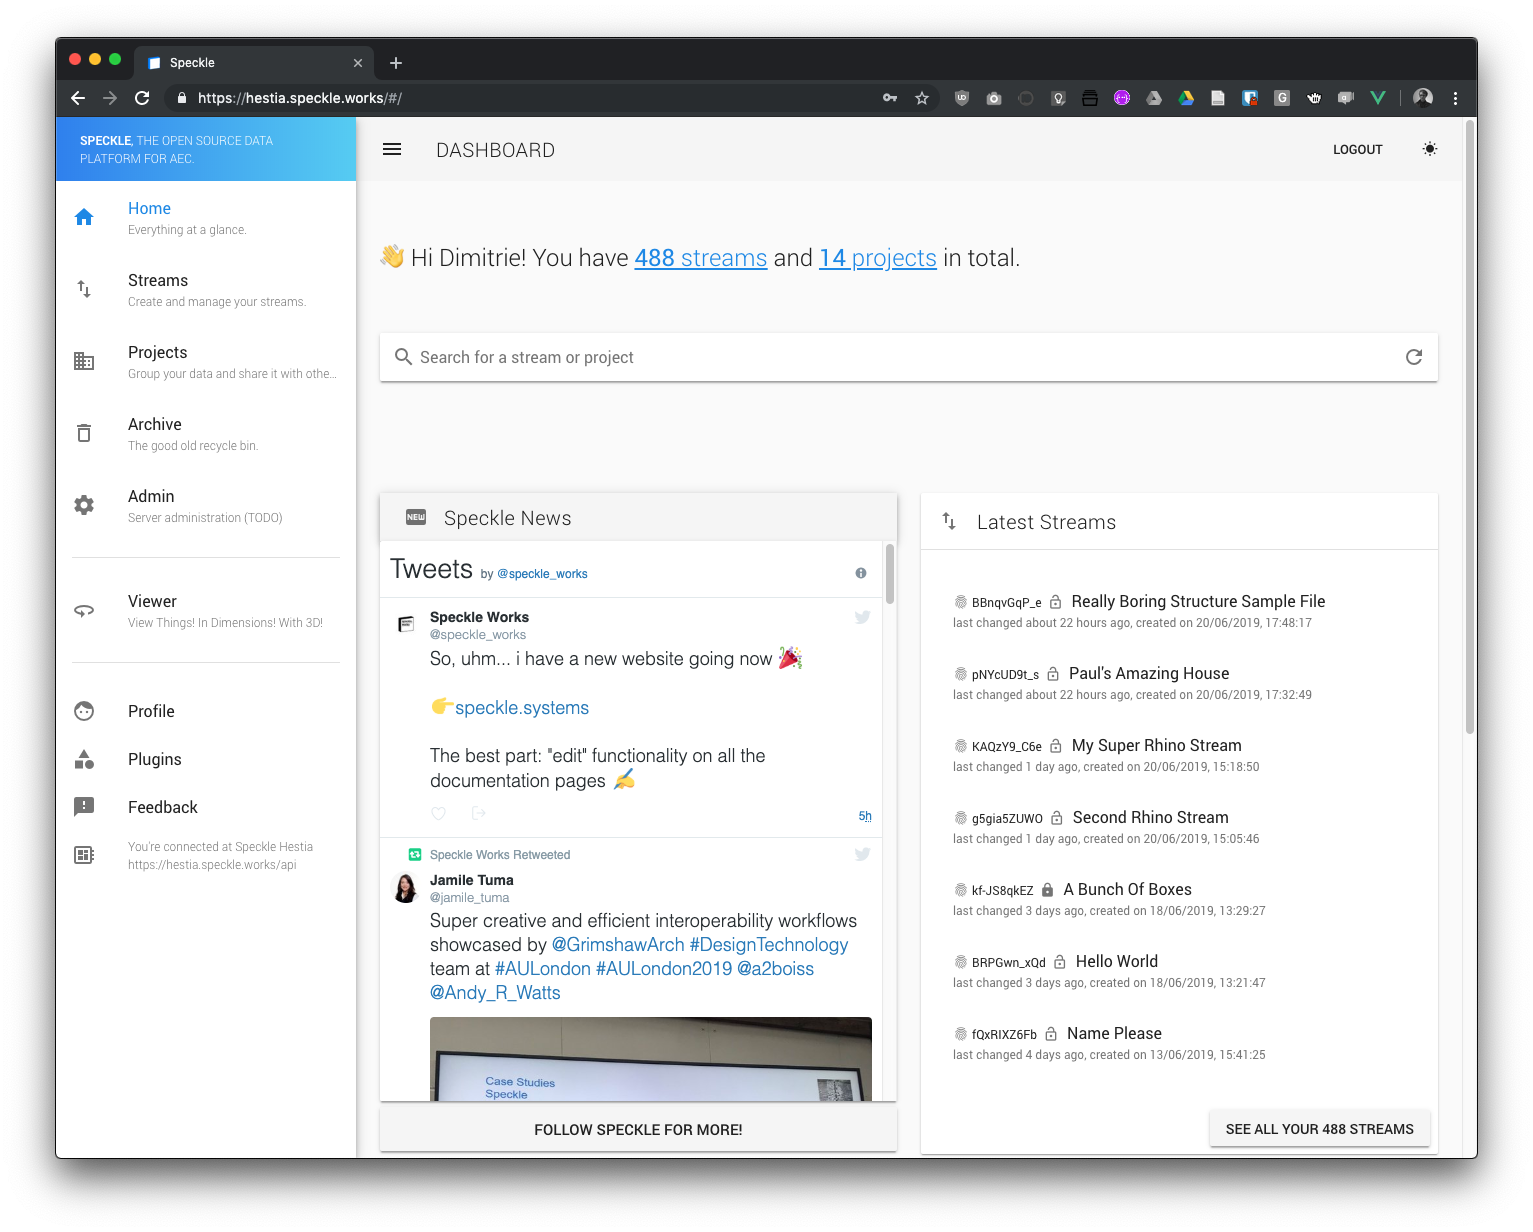 Speckle
https://hestia.speckle.works/#/
SPECKLE, THE OPEN SOURCE DATA
PLATFORM FOR AEC.
DASHBOARD
LOGOUT
Home
Everything at a glance.
Streams
Create and manage your streams.
Projects
Group your data and share it with othe...
Archive
The good old recycle bin.
Admin
Server administration (TODO)
Viewer
View Things! In Dimensions! With 3D!
Profile
Plugins
Feedback
You're connected at Speckle Hestia
https://hestia.speckle.works/api
👋 Hi Dimitrie! You have 488 streams and 14 projects in total.
Search for a stream or project
NEW Speckle News
Tweets by @speckle_works
Speckle Works
@speckle_works
So, uhm... i have a new website going now 🎉
👉speckle.systems
The best part: "edit" functionality on all the
documentation pages ✍️
5h
Speckle Works Retweeted
Jamile Tuma
@jamile_tuma
Super creative and efficient interoperability workflows
showcased by @GrimshawArch #DesignTechnology
team at #AULondon #AULondon2019 @a2boiss
@Andy_R_Watts
Case Studies
Speckle
FOLLOW SPECKLE FOR MORE!
Latest Streams
BBnqvGqP_e Really Boring Structure Sample File
last changed about 22 hours ago, created on 20/06/2019, 17:48:17
pNYcUD9t_s Paul's Amazing House
last changed about 22 hours ago, created on 20/06/2019, 17:32:49
KAQzY9_C6e My Super Rhino Stream
last changed 1 day ago, created on 20/06/2019, 15:18:50
g5gia5ZUWO Second Rhino Stream
last changed 1 day ago, created on 20/06/2019, 15:05:46
kf-JS8qkEZ A Bunch Of Boxes
last changed 3 days ago, created on 18/06/2019, 13:29:27
BRPGwn_xQd Hello World
last changed 3 days ago, created on 18/06/2019, 13:21:47
fQxRIXZ6Fb Name Please
last changed 4 days ago, created on 13/06/2019, 15:41:25
SEE ALL YOUR 488 STREAMS